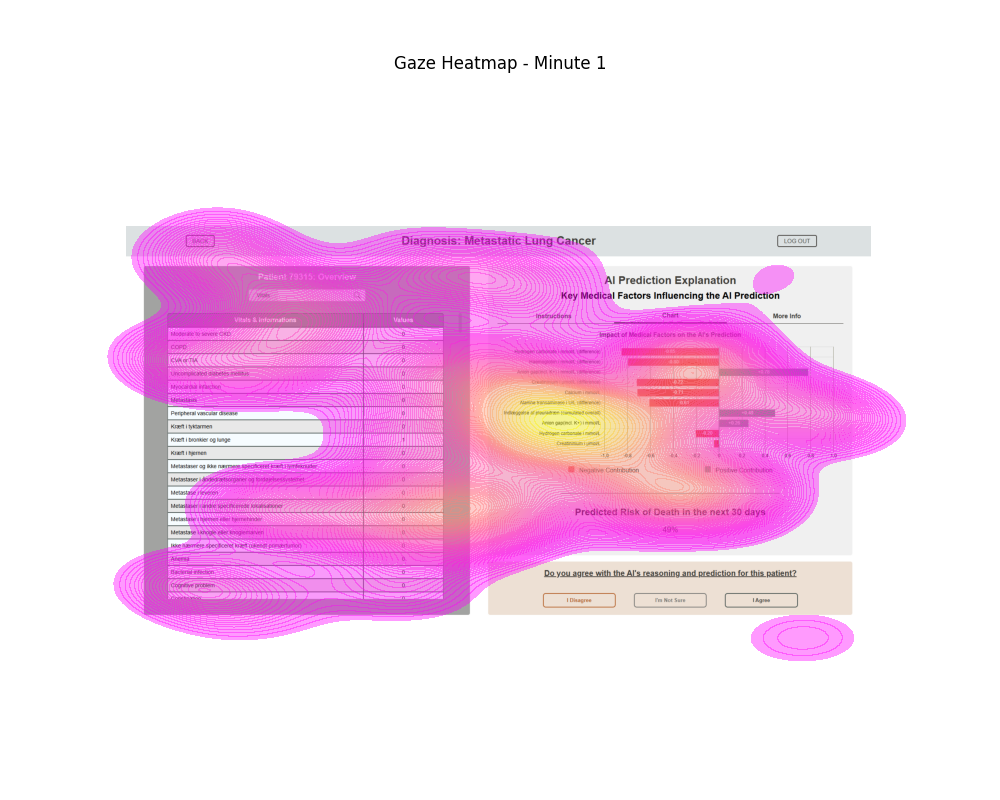 Gaze Heatmap - Minute 1
BACK
Diagnosis: Metastatic Lung Cancer
LOG OUT
Patient 79315: Overview
Vitals & Informations Values
Moderate to severe CKD 0
COPD 0
CVA or TIA 0
Uncomplicated diabetes mellitus 0
Myocardial infarction 0
Metastasis 0
Peripheral vascular disease 0
Kræft i tyktarmen 0
Kræft i bronkier og lunge 1
Kræft i hjernen 0
Metastaser og ikke nærmere specificeret kræft i lymfeknuder 0
Metastaser i åndedrætsorganer og fordøjelsessystemet 0
Metastase i leveren 0
Metastaser i andre specificerede lokalisationer 0
Metastase i hjernen eller hjernehinder 0
Metastase i knogle eller knoglemarven 0
Ikke nærmere specificeret kræft (ukendt primærtumor) 0
Anemia 0
Bacterial infection 0
Cognitive problem 0
AI Prediction Explanation
Key Medical Factors Influencing the AI Prediction
Instructions Chart More Info
Impact of Medical Factors on the AI's Prediction
Creatininium i
-1.0 -0.8 -0.6 -0.4 -0.2 0 0.2 0.4 0.6 0.8 1.0
Negative Contribution Positive Contribution
Predicted Risk of Death in the next 30 days
49%
Do you agree with the AI's reasoning and prediction for this patient?
I Disagree I'm Not Sure I Agree